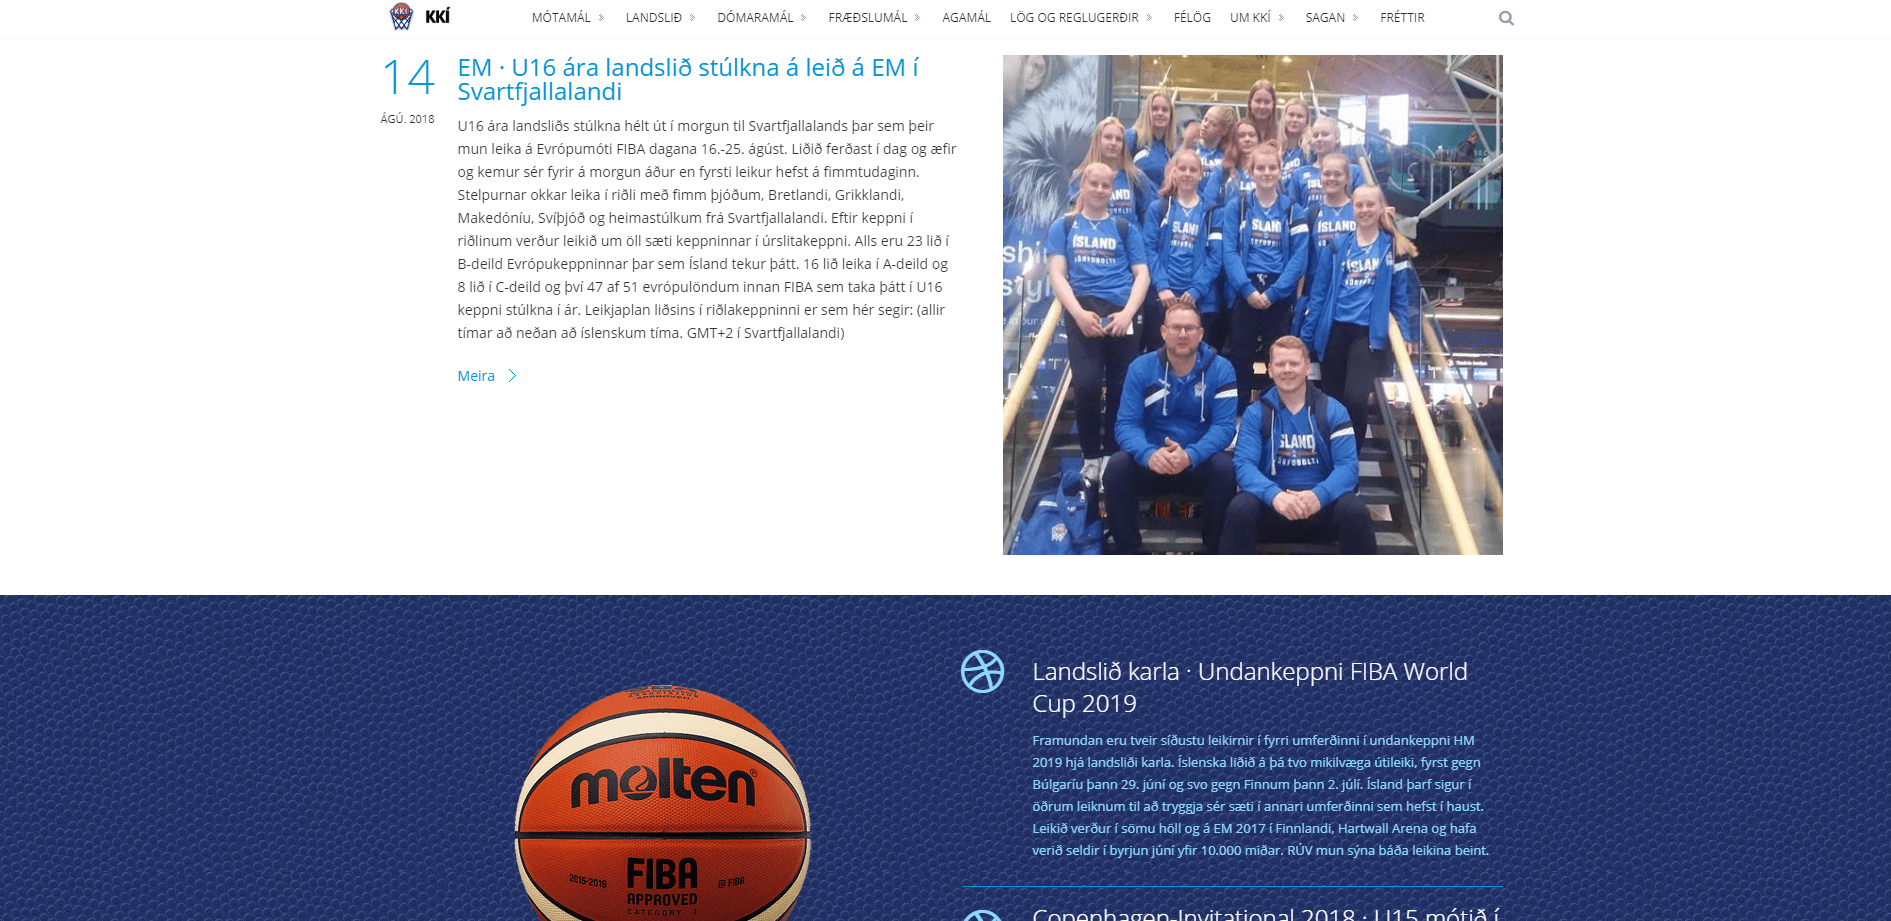 KKÍ
MÓTAMÁL
LANDSLIÐ
DÓMARAMÁL
FRÆÐSLUMÁL
AGAMÁL
LÖG OG REGLUGERÐIR
FÉLÖG
UM KKÍ
SAGAN
FRÉTTIR
14
ÁGÚ. 2018
EM · U16 ára landslið stúlkna á leið á EM í
Svartfjallalandi
U16 ára landsliðs stúlkna hélt út í morgun til Svartfjallalands þar sem þeir
mun leika á Evrópumóti FIBA dagana 16.-25. ágúst. Liðið ferðast í dag og æfir
og kemur sér fyrir á morgun áður en fyrsti leikur hefst á fimmtudaginn.
Stelpurnar okkar leika í riðli með fimm þjóðum, Bretlandi, Grikklandi,
Makedóníu, Svíþjóð og heimastúlkum frá Svartfjallalandi. Eftir keppni í
riðlinum verður leikið um öll sæti keppninnar í úrslitakeppni. Alls eru 23 lið í
B-deild Evrópukeppninnar þar sem Ísland tekur þátt. 16 lið leika í A-deild og
8 lið í C-deild og því 47 af 51 evrópulöndum innan FIBA sem taka þátt í U16
keppni stúlkna í ár. Leikjaplan liðsins í riðlakeppninni er sem hér segir: (allir
tímar að neðan að íslenskum tíma. GMT+2 í Svartfjallalandi)
Meira
ÍSLAND
ÍSLAND
ÍSLAND
ÍSLAND
KÖRFUBOLTI
molten
2015-2019
FIBA
@ FIBA
APPROVED
CATEGORY
Landslið karla · Undankeppni FIBA World
Cup 2019
Framundan eru tveir síðustu leikirnir í fyrri umferðinni í undankeppni HM
2019 hjá landsliði karla. Íslenska liðið á þá tvo mikilvæga útileiki, fyrst gegn
Búlgaríu þann 29. júní og svo gegn Finnum þann 2. júlí. Ísland þarf sigur í
öðrum leiknum til að tryggja sér sæti í annari umferðinni sem hefst í haust.
Leikið verður í sömu höll og á EM 2017 í Finnlandi, Hartwall Arena og hafa
verið seldir í byrjun júní yfir 10.000 miðar. RÚV mun sýna báða leikina beint.
Copenhagen-Invitational 2018 · U15 mótið í